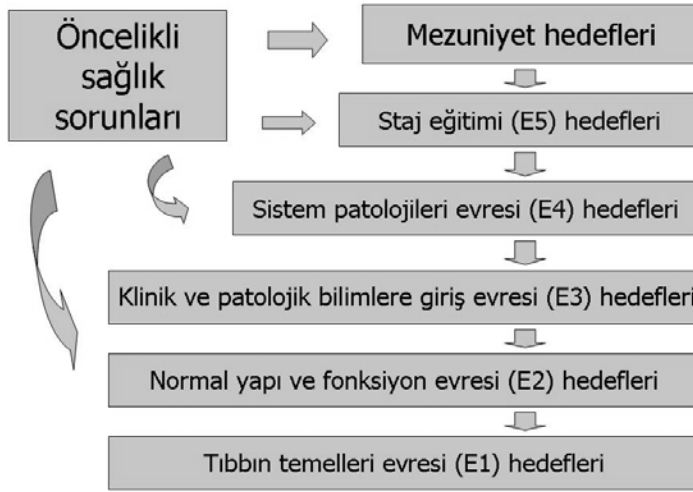 Öncelikli
sağlık
sorunları
Mezuniyet hedefleri
Staj eğitimi (E5) hedefleri
Sistem patolojileri evresi (E4) hedefleri
Klinik ve patolojik bilimlere giriş evresi (E3) hedefleri
Normal yapı ve fonksiyon evresi (E2) hedefleri
Tıbbın temelleri evresi (E1) hedefleri